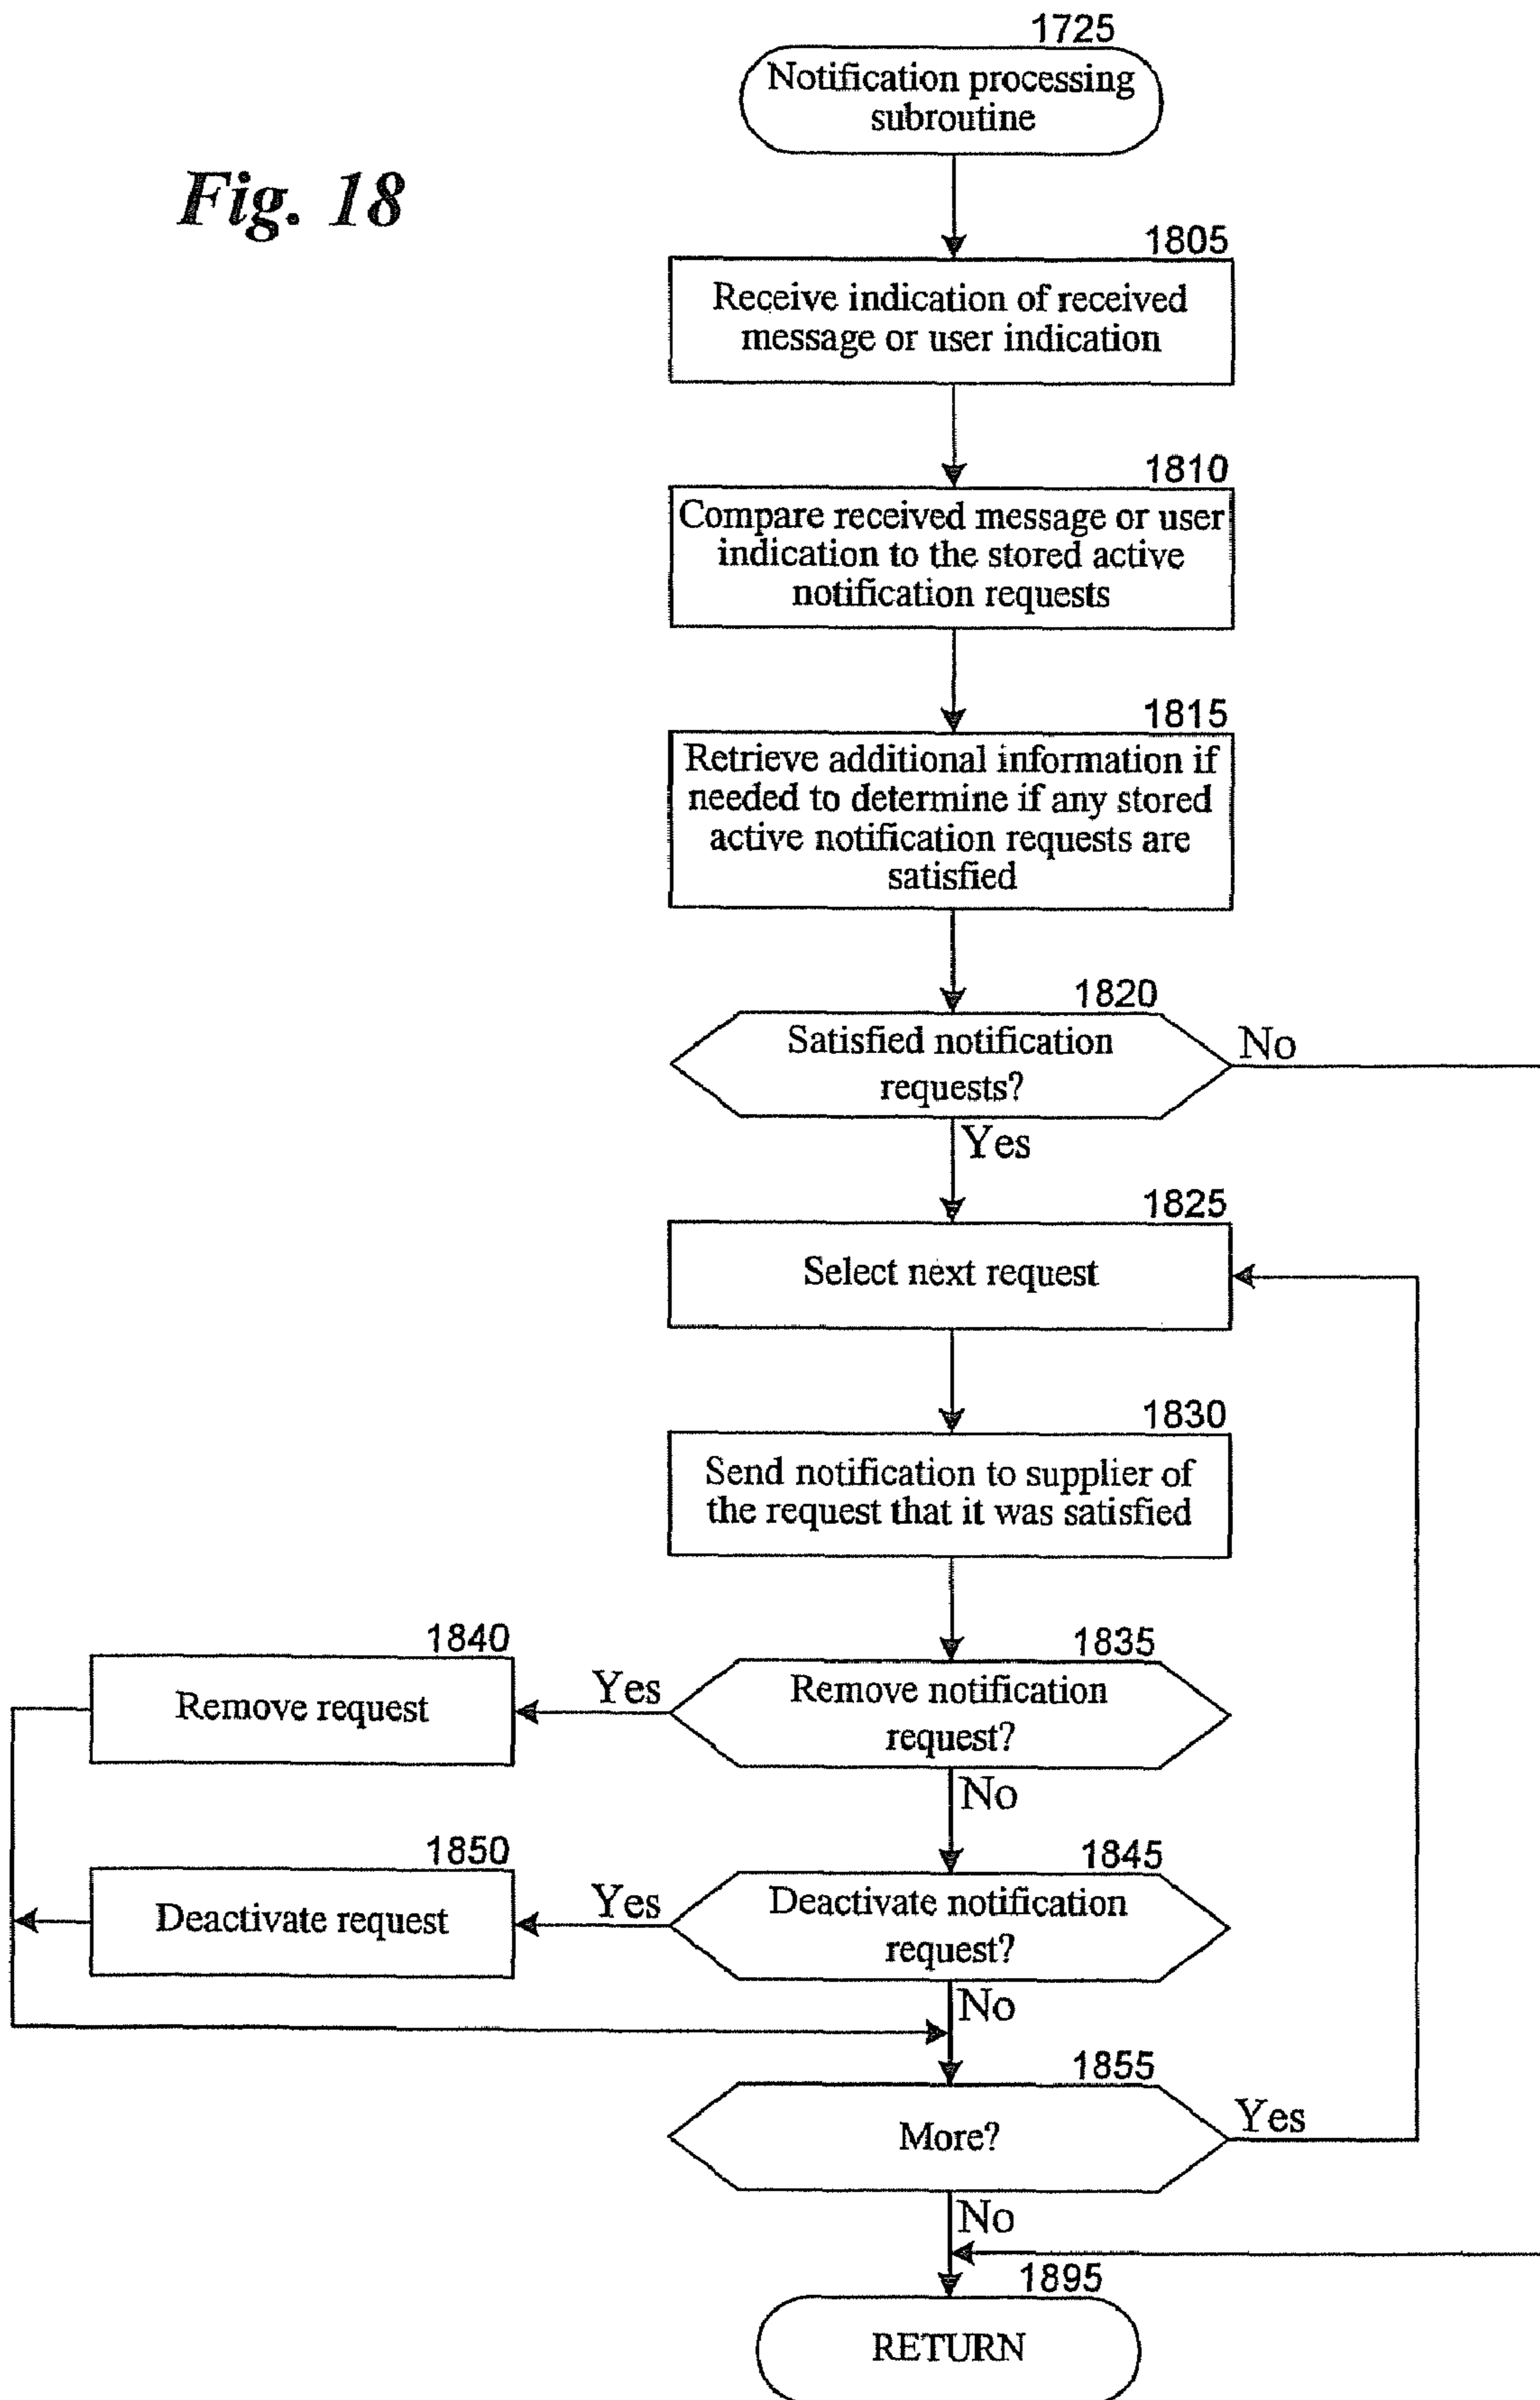 1725
Notification processing
subroutine
Fig. 18
1805
Receive indication of received
message or user indication
1810
Compare received message or user
indication to the stored active
notification requests
1815
Retrieve additional information if
needed to determine if any stored
active notification requests are
satisfied
1820
Satisfied notification
requests?
No
Yes
1825
Select next request
1830
Send notification to supplier of
the request that it was satisfied
1840
Remove request
Yes
1835
Remove notification
request?
No
1850
Deactivate request
Yes
1845
Deactivate notification
request?
No
1855
More?
Yes
No
1895
RETURN